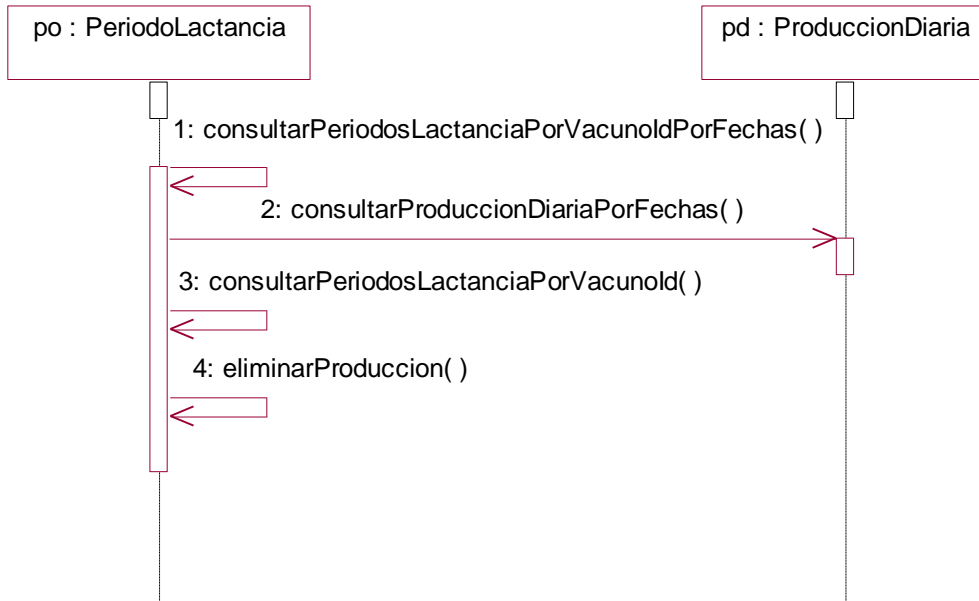 po : PeriodoLactancia
pd : ProduccionDiaria
1: consultarPeriodosLactanciaPorVacunoIdPorFechas( )
2: consultarProduccionDiariaPorFechas( )
3: consultarPeriodosLactanciaPorVacunoId( )
4: eliminarProduccion( )